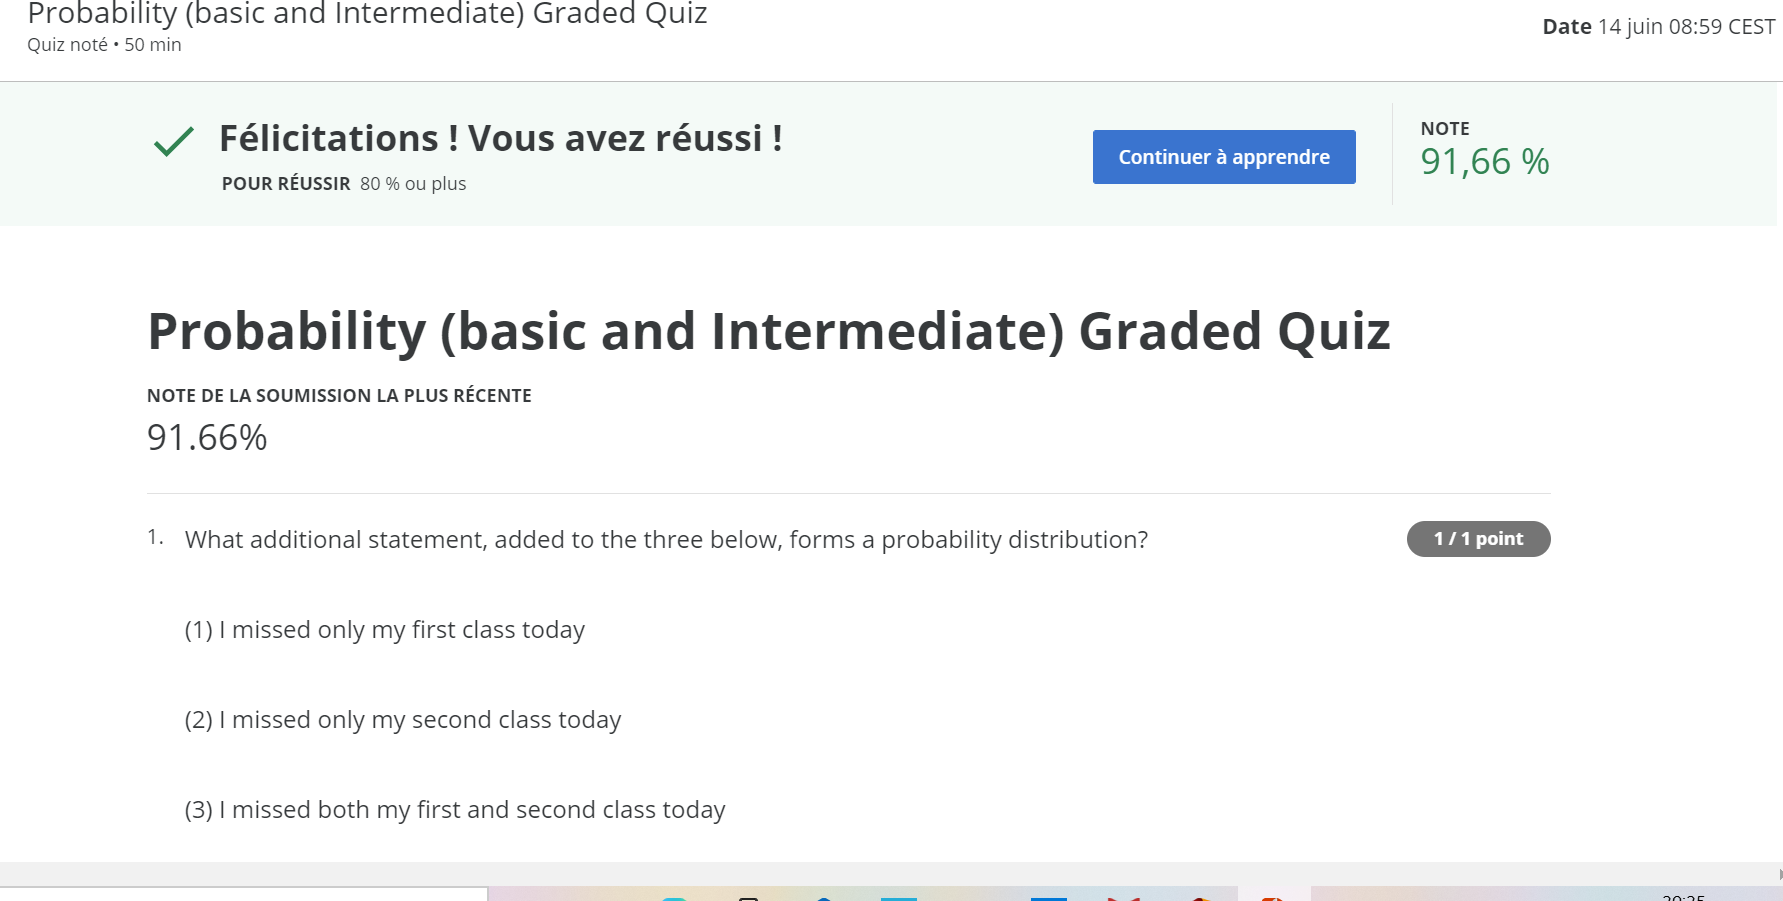 Probability (basic and Intermediate) Graded Quiz
Quiz noté • 50 min
Date 14 juin 08:59 CEST
Félicitations ! Vous avez réussi !
POUR RÉUSSIR 80 % ou plus
Continuer à apprendre
NOTE
91,66 %
Probability (basic and Intermediate) Graded Quiz
NOTE DE LA SOUMISSION LA PLUS RÉCENTE
91.66%
1. What additional statement, added to the three below, forms a probability distribution?
1 / 1 point
(1) I missed only my first class today
(2) I missed only my second class today
(3) I missed both my first and second class today